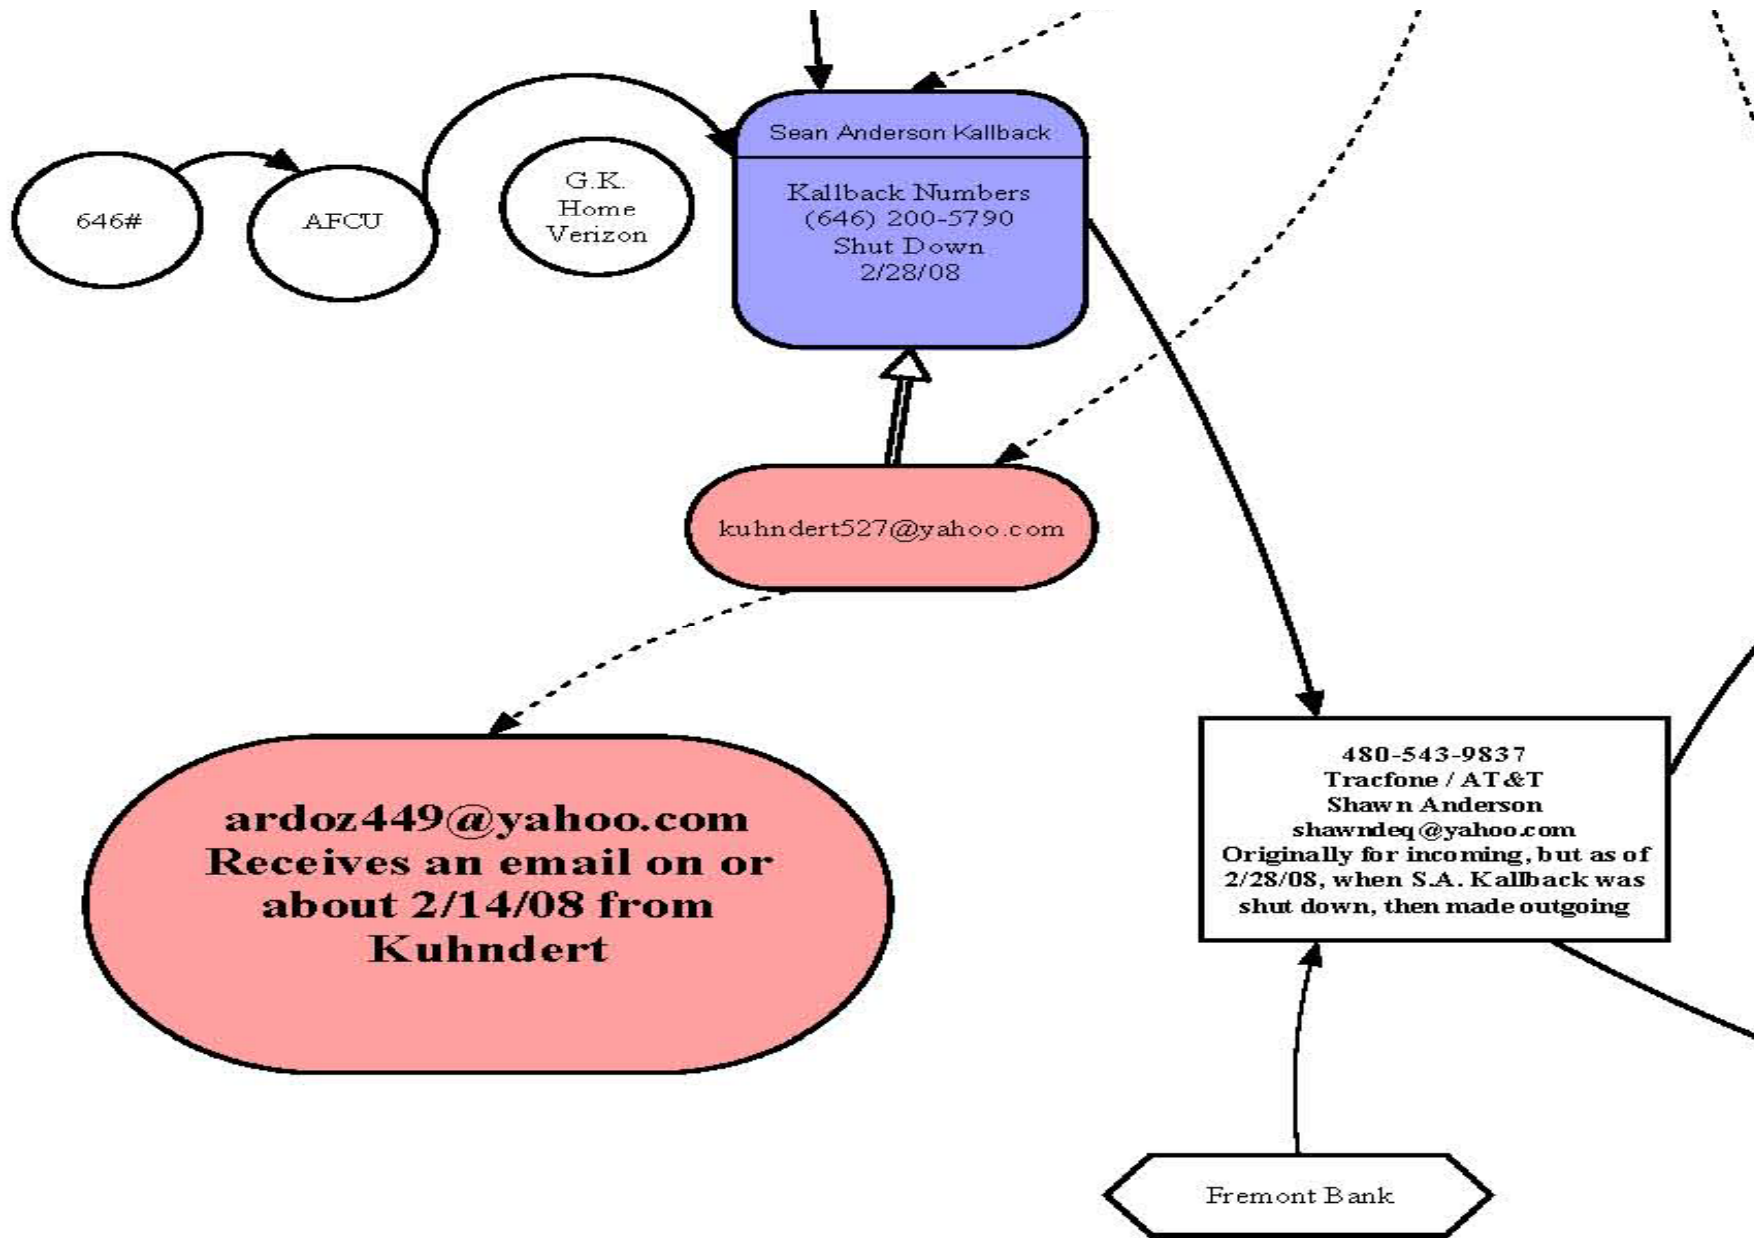 Sean Anderson Kallback
Kallback Numbers
(646) 200-5790
Shut Down
2/28/08
646#
AFCU
G.K.
Home
Verizon
kuhndert527@yahoo.com
ardoz449@yahoo.com
Receives an email on or
about 2/14/08 from
Kuhndert
480-543-9837
Tracfone / AT&T
Shawn Anderson
shawndeq@yahoo.com
Originally for incoming, but as of
2/28/08, when S.A. Kallback was
shut down, then made outgoing
Fremont Bank